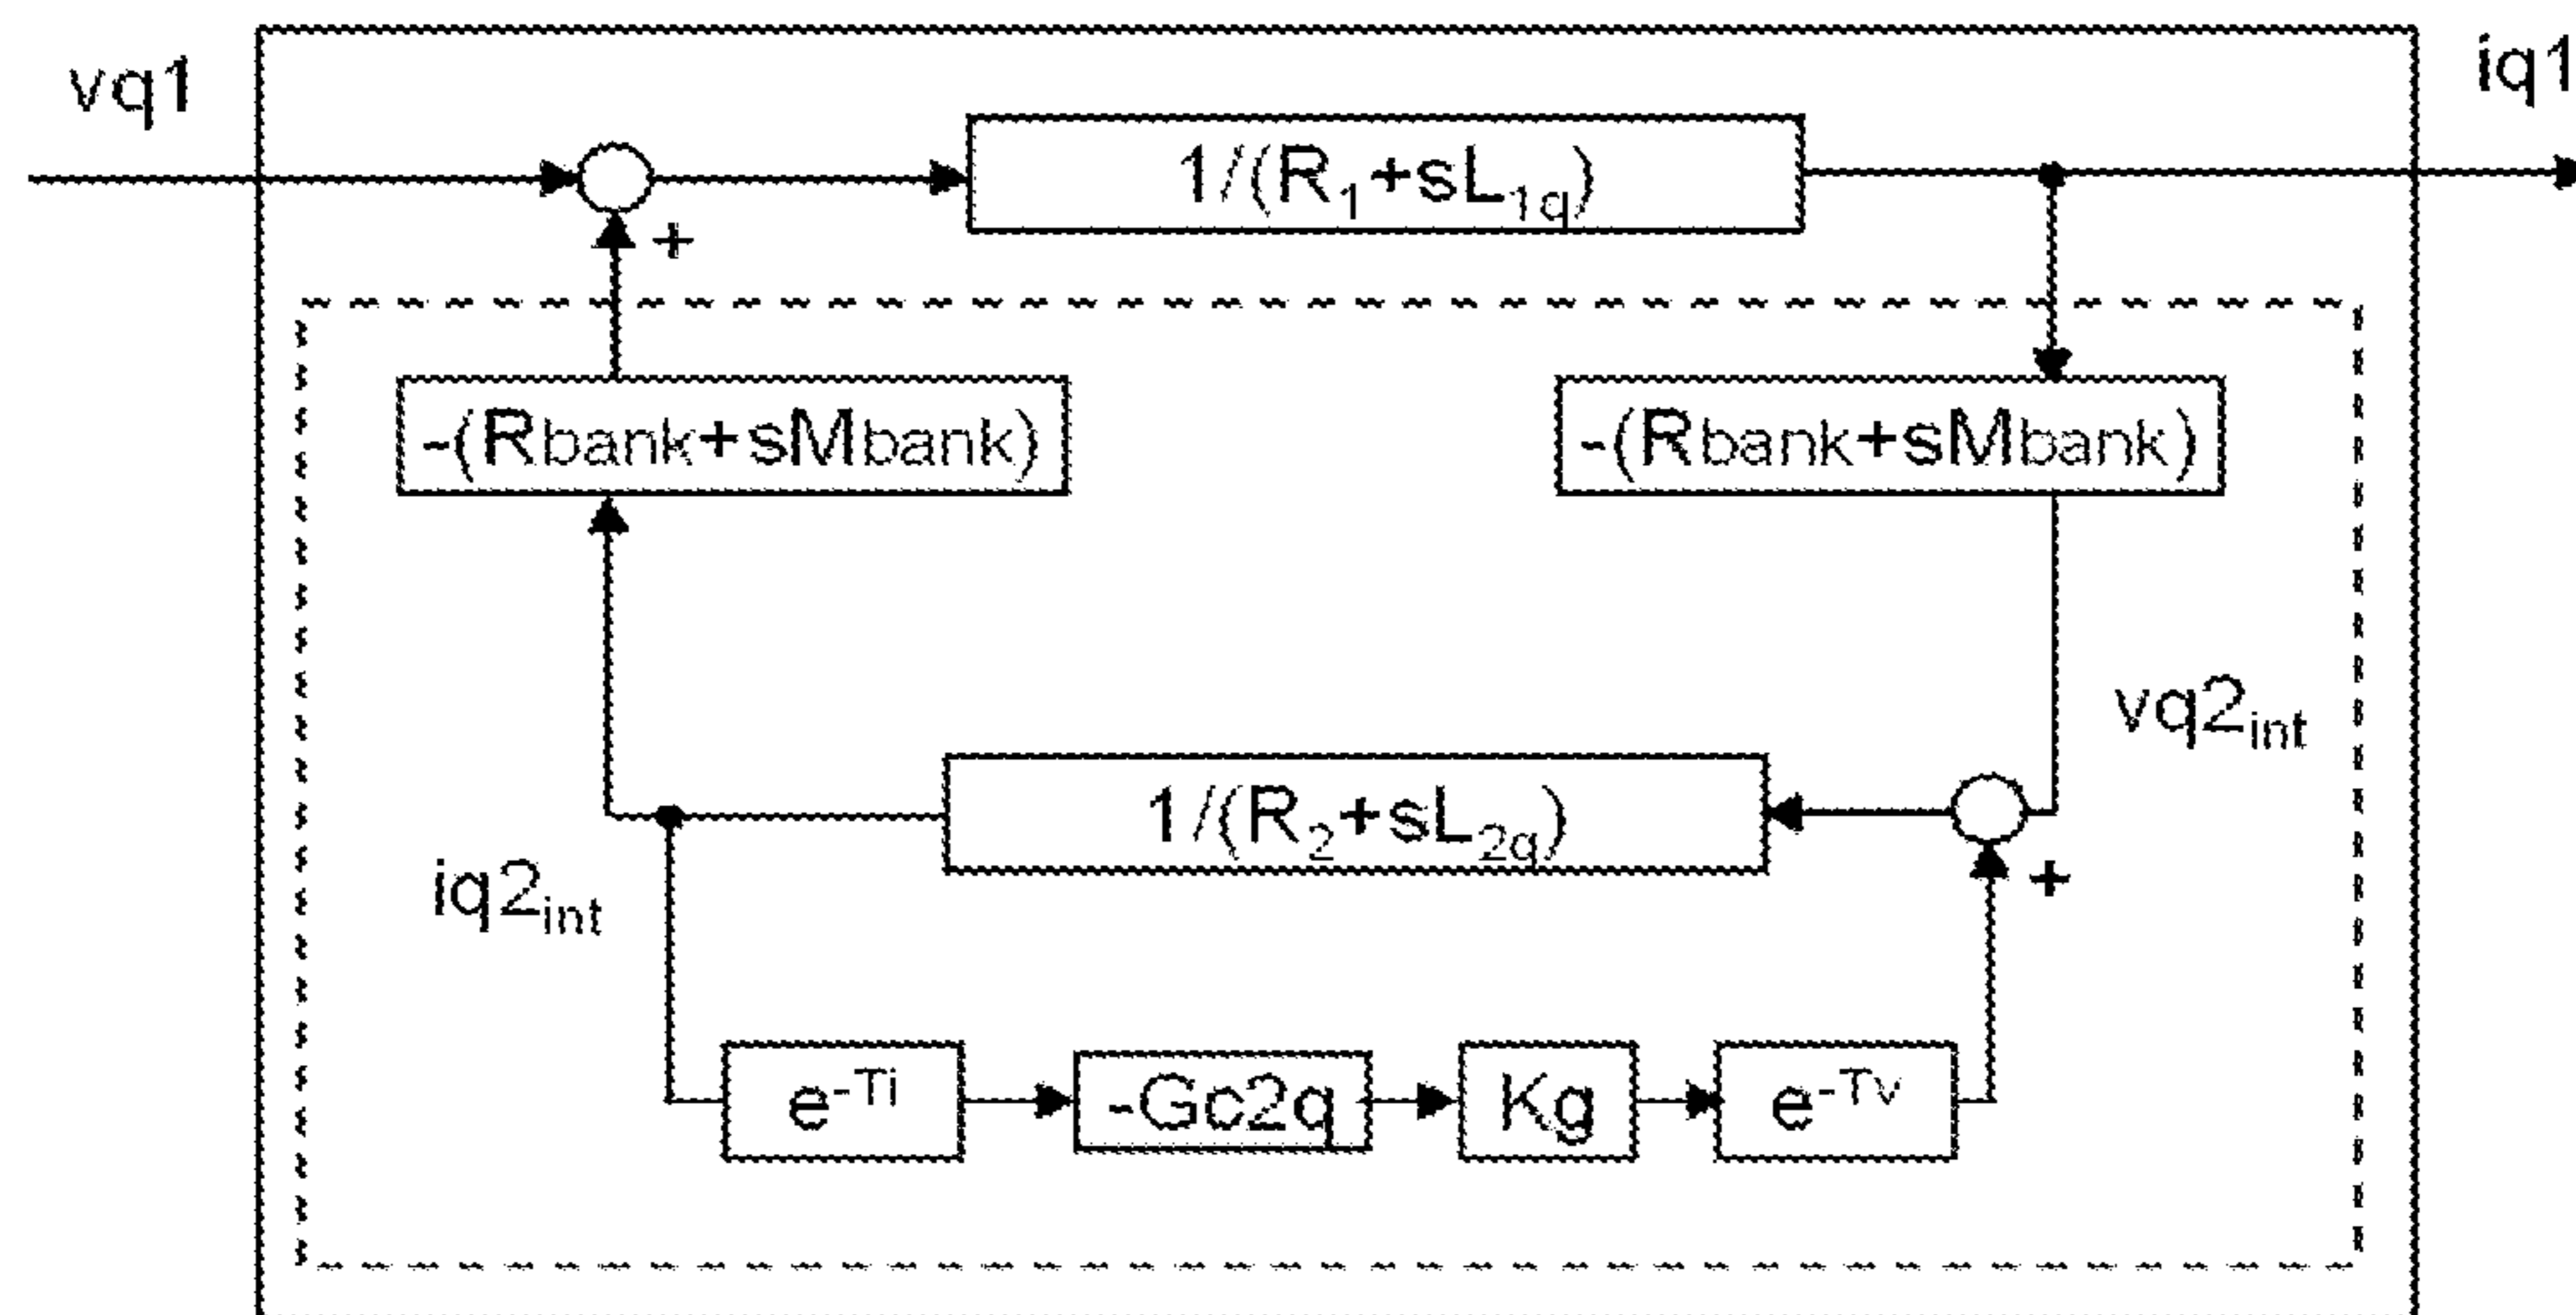 vq1
iq1
1/(R₁+sL₁q)
+
-(Rbank+sMbank)
-(Rbank+sMbank)
vq2int
1/(R₂+sL₂q)
iq2int
+
e⁻ᵀⁱ
-Gc2q
Kg
e⁻ᵀᵛ